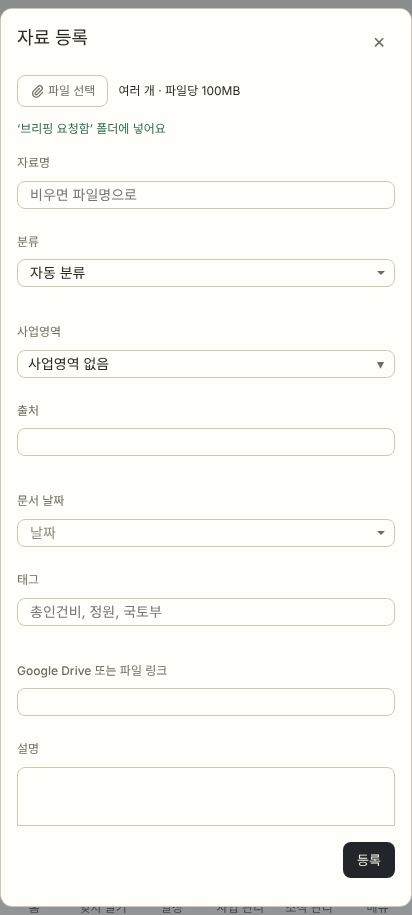 자료 등록
×
파일 선택 여러 개 · 파일당 100MB
‘브리핑 요청함’ 폴더에 넣어요
자료명
비우면 파일명으로
분류
자동 분류
사업영역
사업영역 없음
출처
문서 날짜
날짜
태그
총인건비, 정원, 국토부
Google Drive 또는 파일 링크
설명
등록